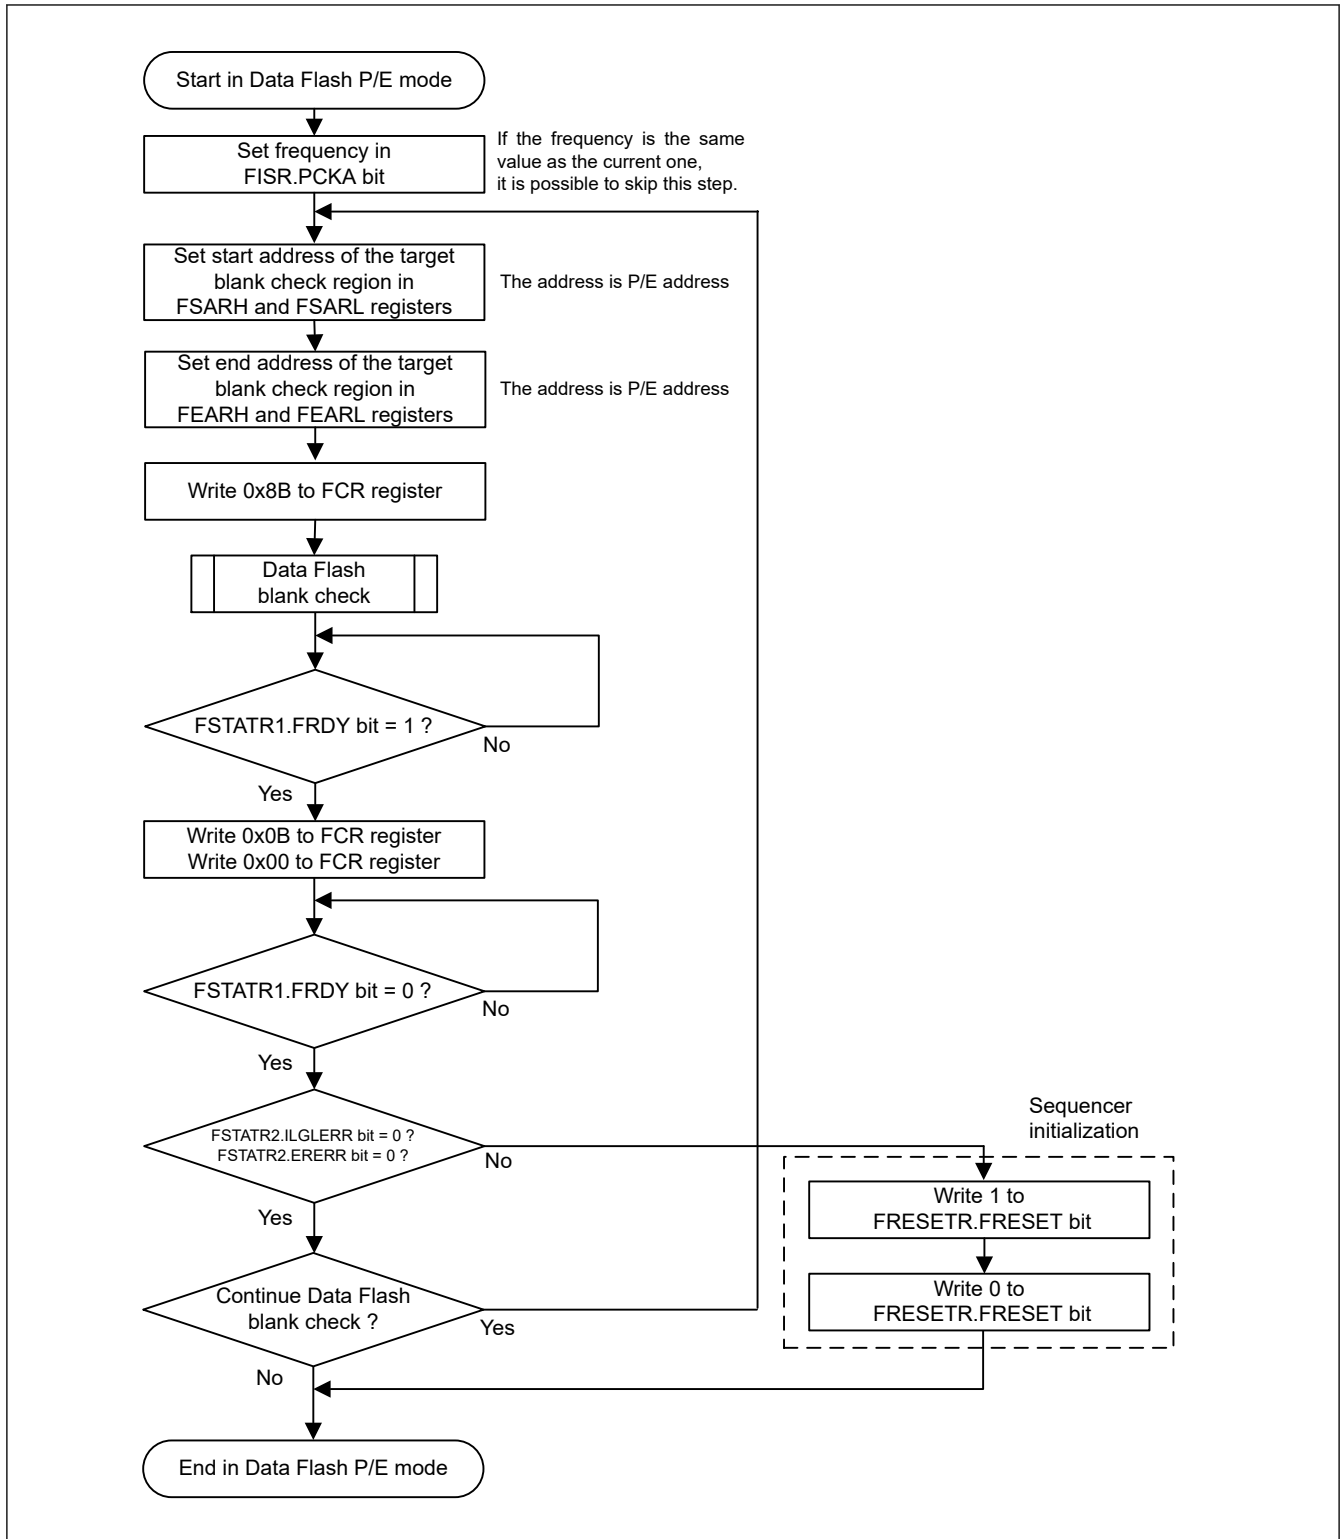 Start in Data Flash P/E mode
Set frequency in
FISR.PCKA bit
If the frequency is the same
value as the current one,
it is possible to skip this step.
Set start address of the target
blank check region in
FSARH and FSARL registers
The address is P/E address
Set end address of the target
blank check region in
FEARH and FEARL registers
The address is P/E address
Write 0x8B to FCR register
Data Flash
blank check
FSTATR1.FRDY bit = 1 ?
No
Yes
Write 0x0B to FCR register
Write 0x00 to FCR register
FSTATR1.FRDY bit = 0 ?
No
Yes
FSTATR2.ILGLERR bit = 0 ?
FSTATR2.ERERR bit = 0 ?
No
Yes
Sequencer
initialization
Write 1 to
FRESETR.FRESET bit
Write 0 to
FRESETR.FRESET bit
Continue Data Flash
blank check ?
Yes
No
End in Data Flash P/E mode